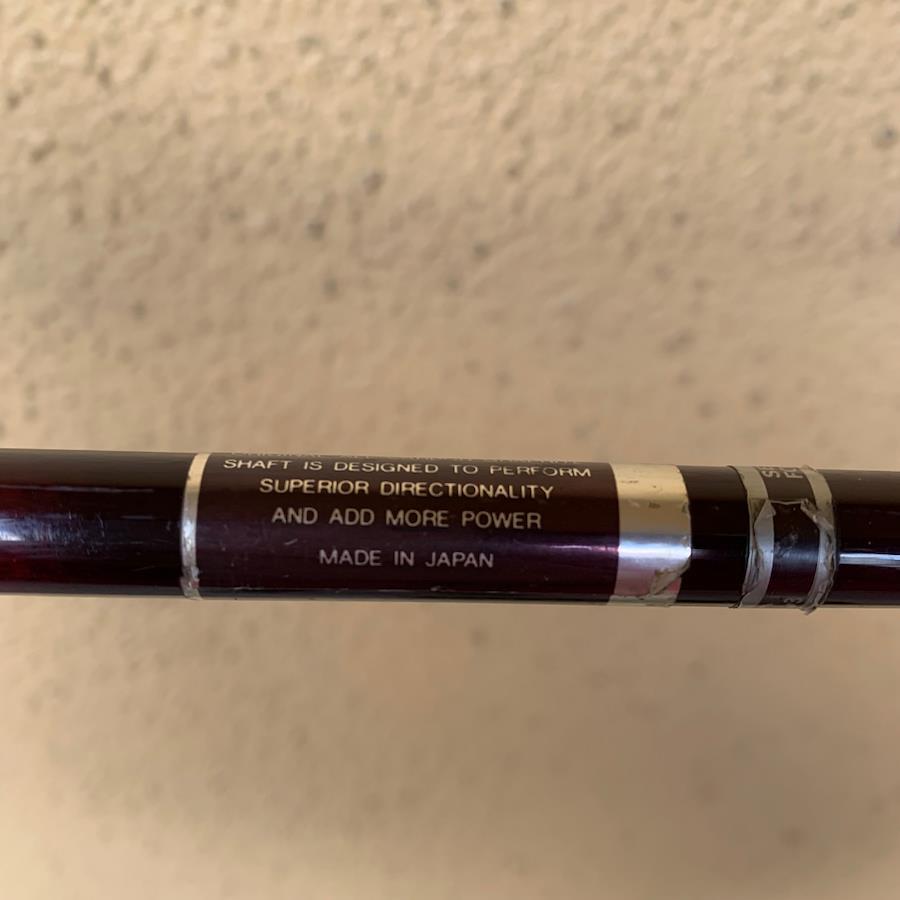 SHAFT IS DESIGNED TO PERFORM
SUPERIOR DIRECTIONALITY
AND ADD MORE POWER
MADE IN JAPAN